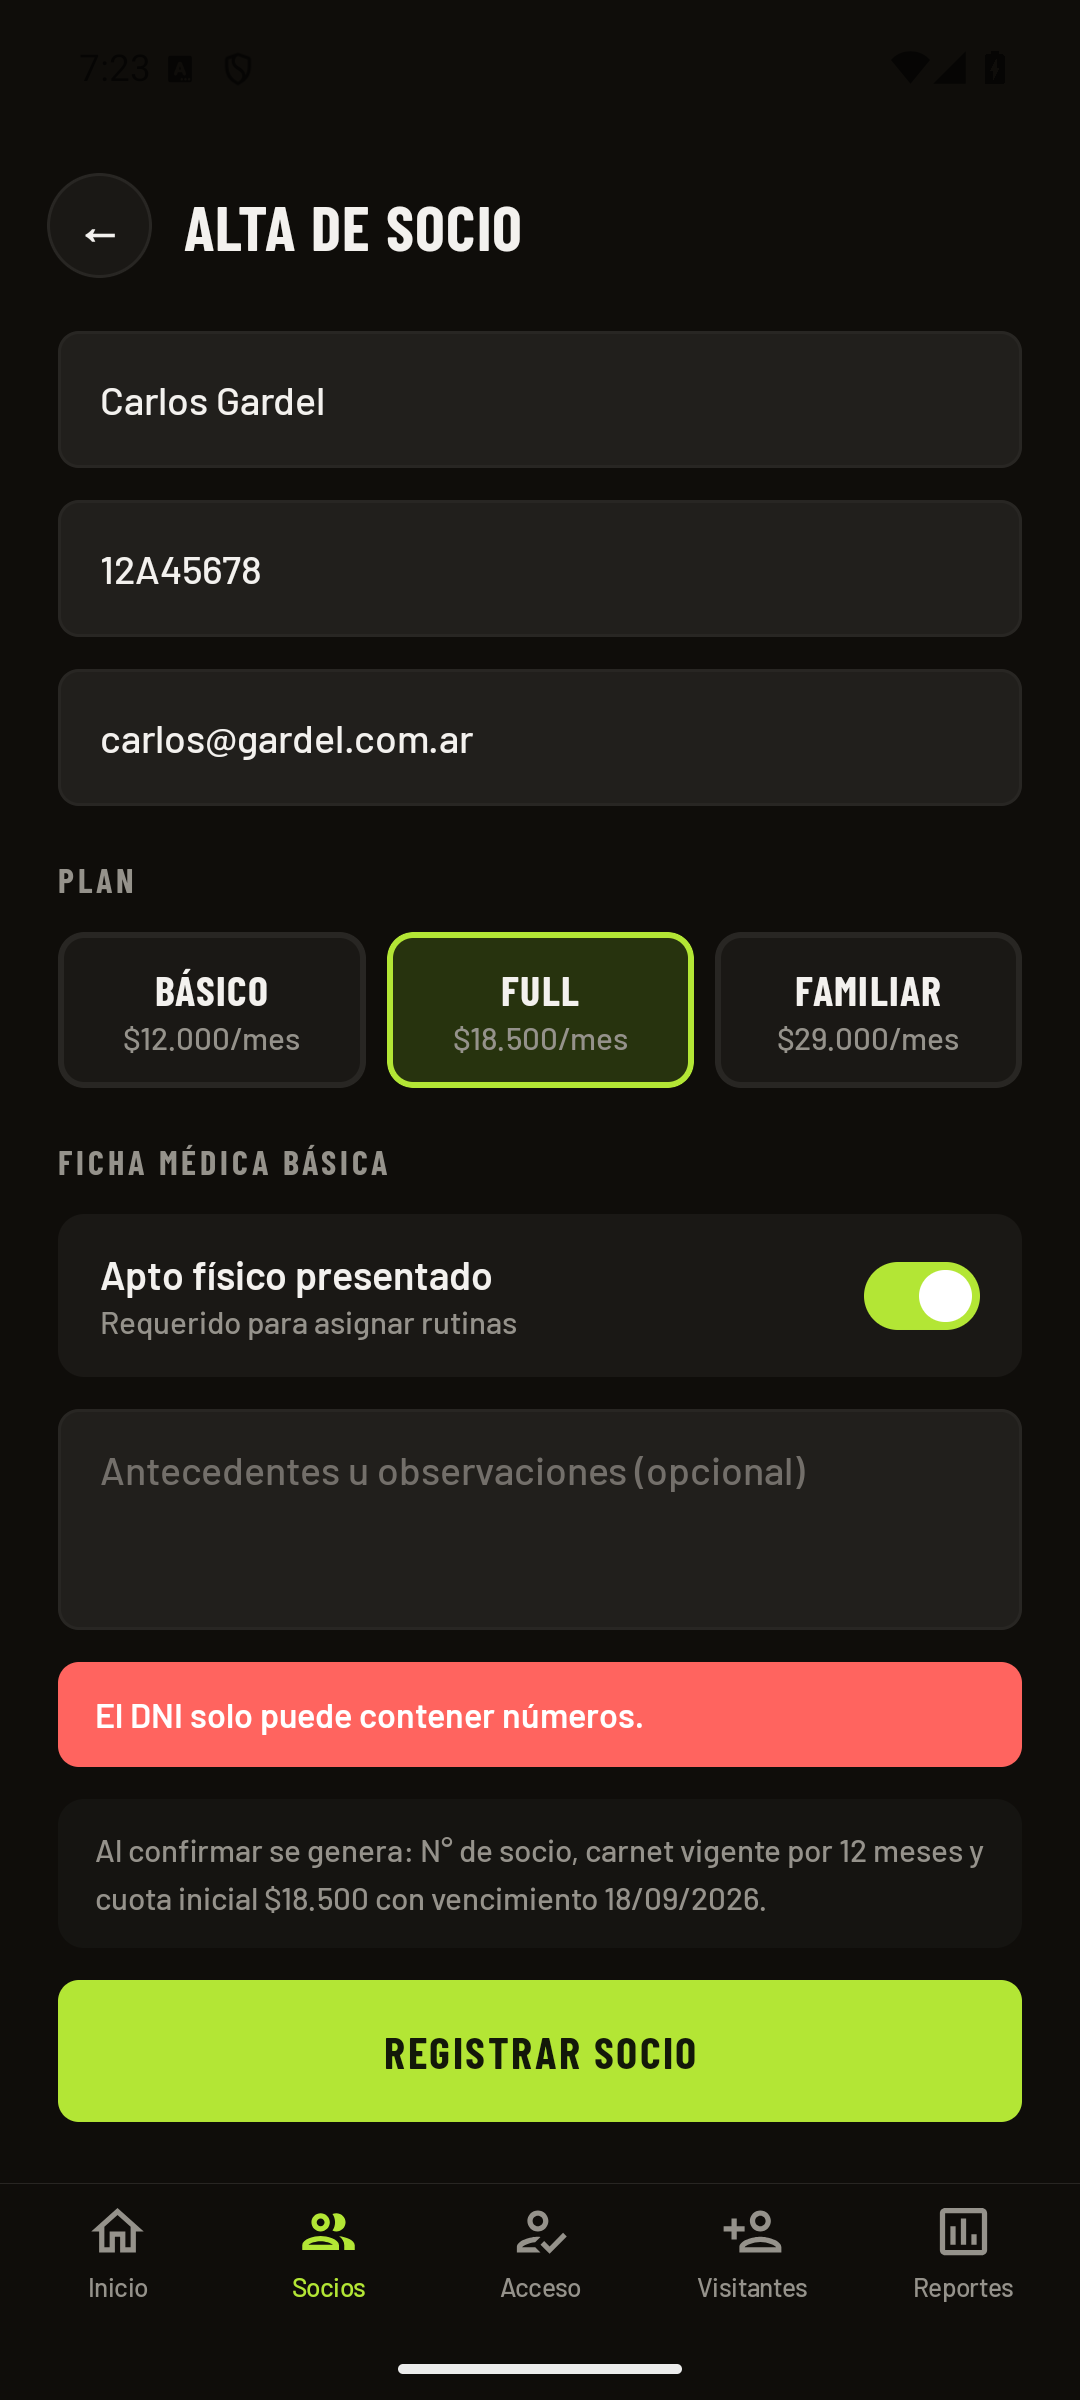 7:23
←
ALTA DE SOCIO
Carlos Gardel
12A45678
carlos@gardel.com.ar
PLAN
BÁSICO
$12.000/mes
FULL
$18.500/mes
FAMILIAR
$29.000/mes
FICHA MÉDICA BÁSICA
Apto físico presentado
Requerido para asignar rutinas
Antecedentes u observaciones (opcional)
El DNI solo puede contener números.
Al confirmar se genera: N° de socio, carnet vigente por 12 meses y
cuota inicial $18.500 con vencimiento 18/09/2026.
REGISTRAR SOCIO
Inicio
Socios
Acceso
Visitantes
Reportes